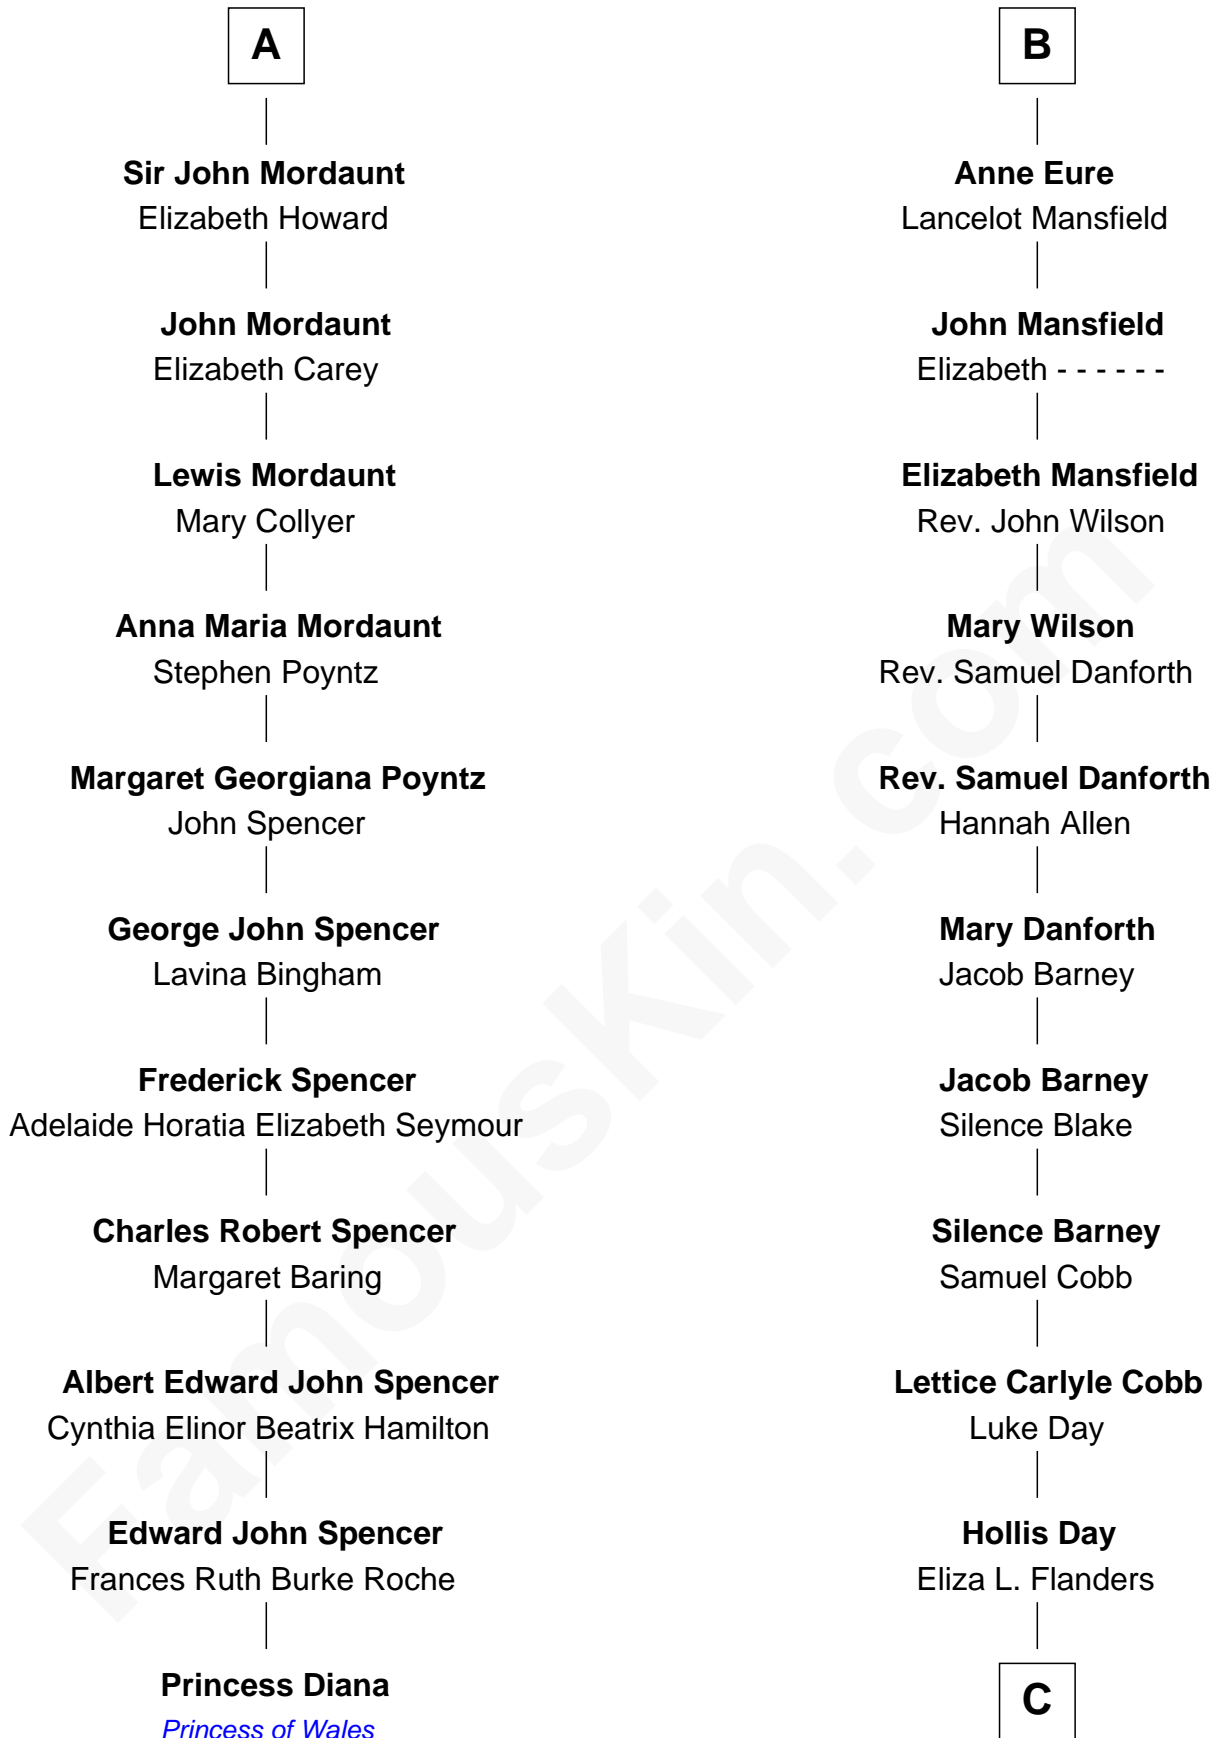 A
Sir John Mordaunt
Elizabeth Howard
John Mordaunt
Elizabeth Carey
Lewis Mordaunt
Mary Collyer
Anna Maria Mordaunt
Stephen Poyntz
Margaret Georgiana Poyntz
John Spencer
George John Spencer
Lavina Bingham
Frederick Spencer
Adelaide Horatia Elizabeth Seymour
Charles Robert Spencer
Margaret Baring
Albert Edward John Spencer
Cynthia Elinor Beatrix Hamilton
Edward John Spencer
Frances Ruth Burke Roche
Princess Diana
Princess of Wales
B
Anne Eure
Lancelot Mansfield
John Mansfield
Elizabeth - - - - - -
Elizabeth Mansfield
Rev. John Wilson
Mary Wilson
Rev. Samuel Danforth
Rev. Samuel Danforth
Hannah Allen
Mary Danforth
Jacob Barney
Jacob Barney
Silence Blake
Silence Barney
Samuel Cobb
Lettice Carlyle Cobb
Luke Day
Hollis Day
Eliza L. Flanders
C
FamousKin.com